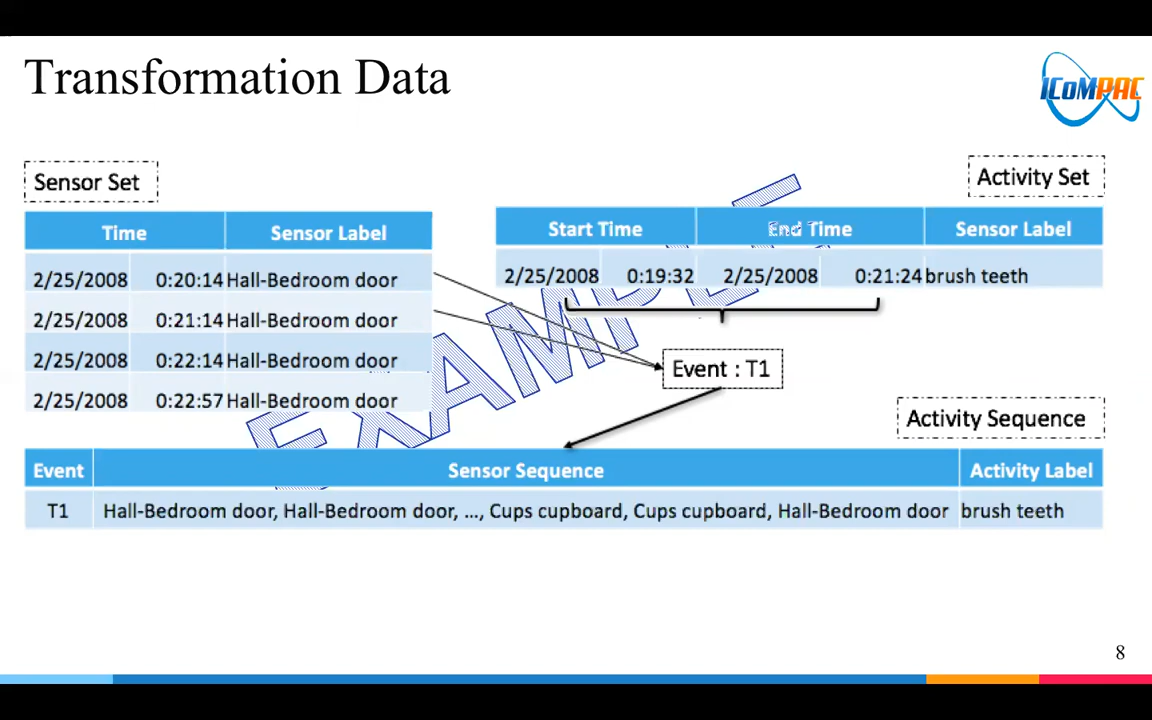 Transformation Data
ICoMPAC
Sensor Set
Activity Set
Time Sensor Label
2/25/2008 0:20:14 Hall-Bedroom door
2/25/2008 0:21:14 Hall-Bedroom door
2/25/2008 0:22:14 Hall-Bedroom door
2/25/2008 0:22:57 Hall-Bedroom door
Start Time End Time Sensor Label
2/25/2008 0:19:32 2/25/2008 0:21:24 brush teeth
EXAMPLE
Event : T1
Activity Sequence
Event Sensor Sequence Activity Label
T1 Hall-Bedroom door, Hall-Bedroom door, ..., Cups cupboard, Cups cupboard, Hall-Bedroom door brush teeth
8